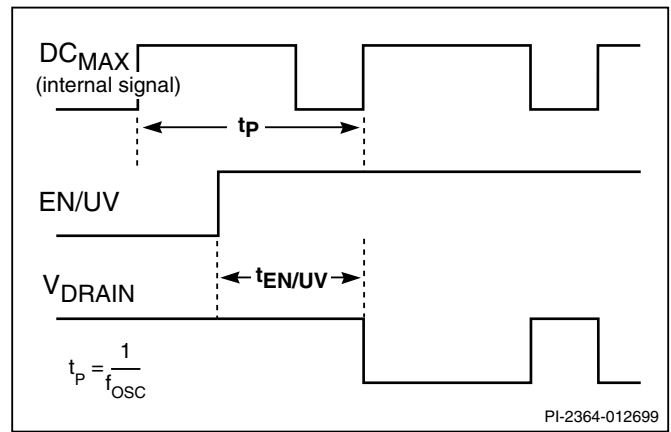 DCMAX
(internal signal)
tP
EN/UV
tEN/UV
VDRAIN
tP = 1
fOSC
PI-2364-012699